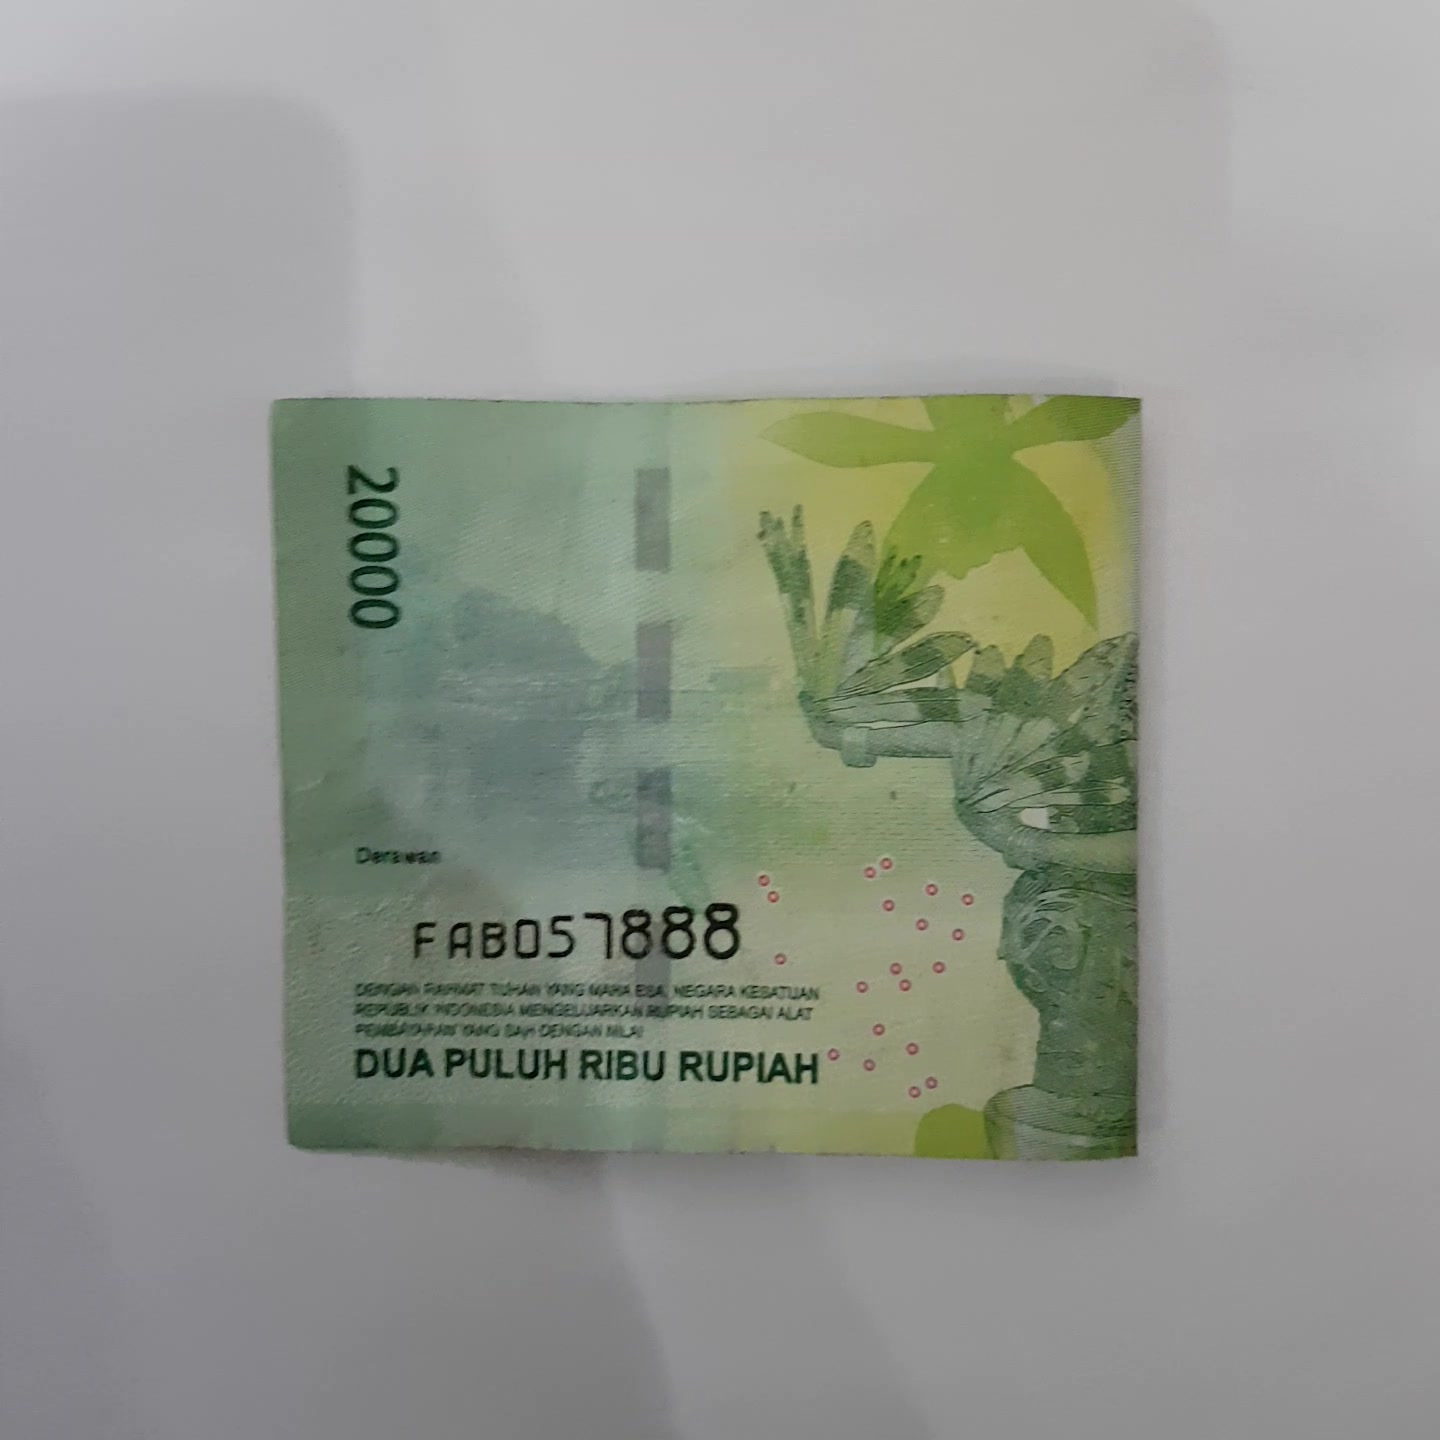 20000
Derawan
FAB057888
DENGAN RAHMAT TUHAN YANG MAHA ESA, NEGARA KESATUAN
REPUBLIK INDONESIA MENGELUARKAN RUPIAH SEBAGAI ALAT
PEMBAYARAN YANG SAH DENGAN NILAI
DUA PULUH RIBU RUPIAH